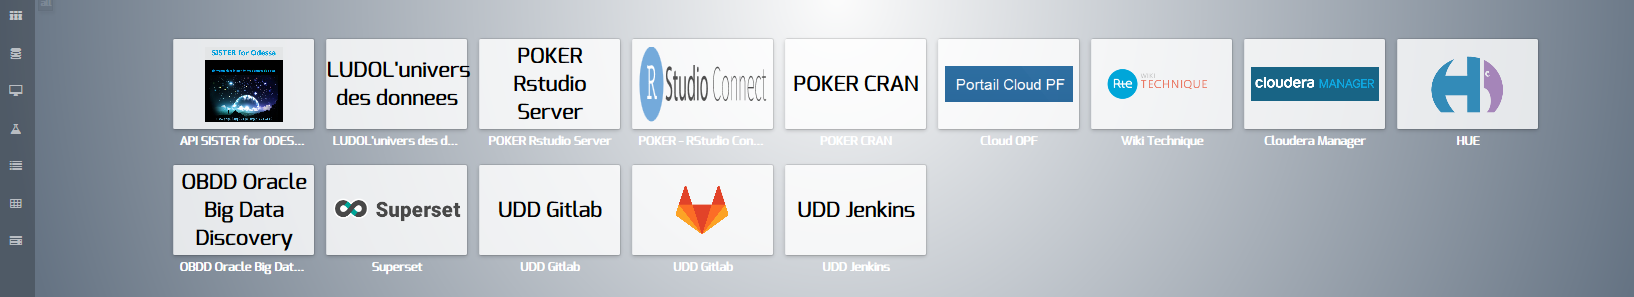 SISTER for Odesse
LUDOL'univers
des donnees
POKER
Rstudio
Server
R Studio Connect
POKER CRAN
Portail Cloud PF
Rte WIKI TECHNIQUE
cloudera MANAGER
API SISTER for ODES...
LUDOL'univers des d...
POKER Rstudio Server
POKER - RStudio Con...
POKER CRAN
Cloud OPF
Wiki Technique
Cloudera Manager
HUE
OBDD Oracle
Big Data
Discovery
Superset
UDD Gitlab
UDD Jenkins
OBDD Oracle Big Dat...
Superset
UDD Gitlab
UDD Gitlab
UDD Jenkins